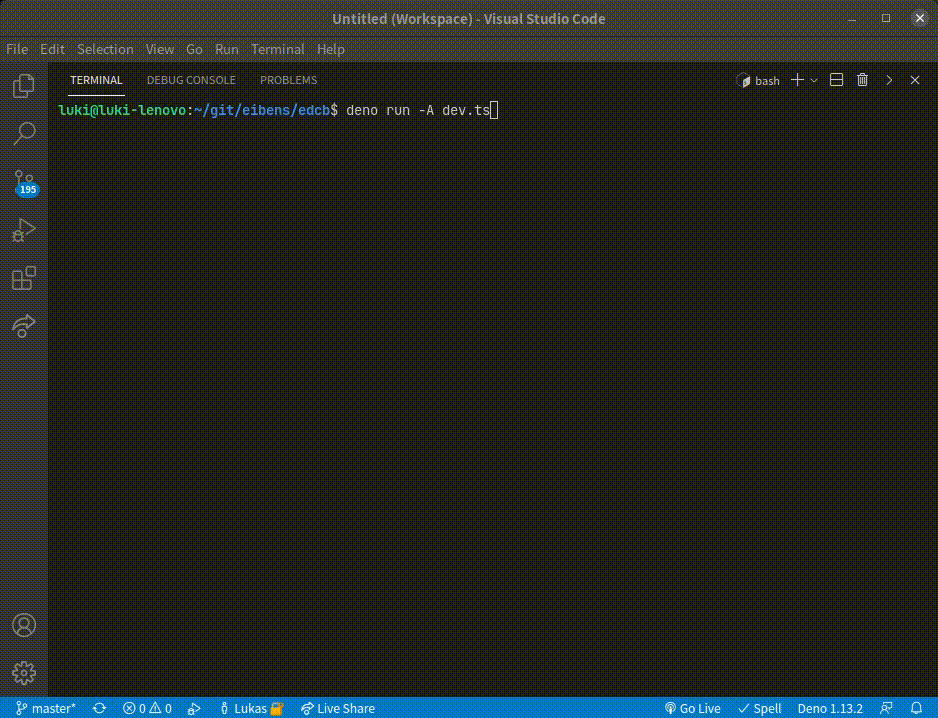 Untitled (Workspace) - Visual Studio Code
File Edit Selection View Go Run Terminal Help
TERMINAL DEBUG CONSOLE PROBLEMS bash
luki@luki-lenovo:~/git/eibens/edcb$ deno run -A dev.ts
195
master* 0 0 Lukas Live Share Go Live Spell Deno 1.13.2